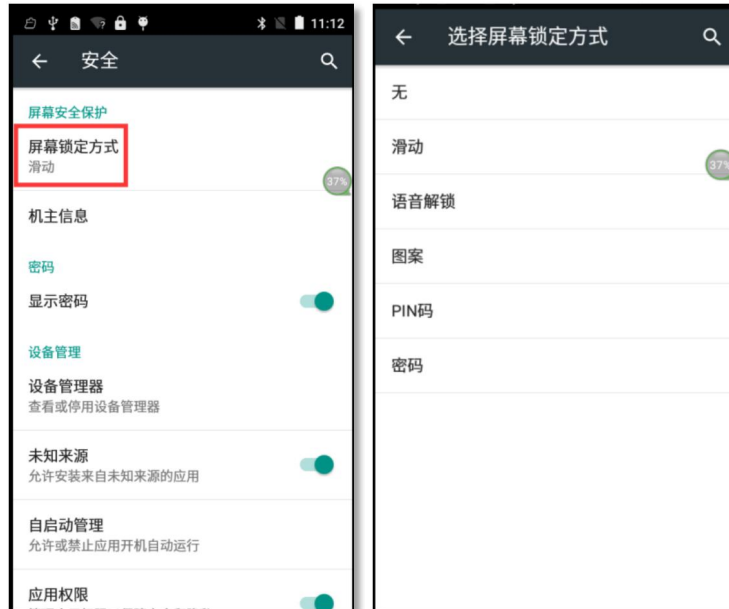 11:12
安全
屏幕安全保护
屏幕锁定方式
滑动
37%
机主信息
密码
显示密码
设备管理
设备管理器
查看或停用设备管理器
未知来源
允许安装来自未知来源的应用
自启动管理
允许或禁止应用开机自动运行
应用权限
选择屏幕锁定方式
无
滑动
37%
语音解锁
图案
PIN码
密码